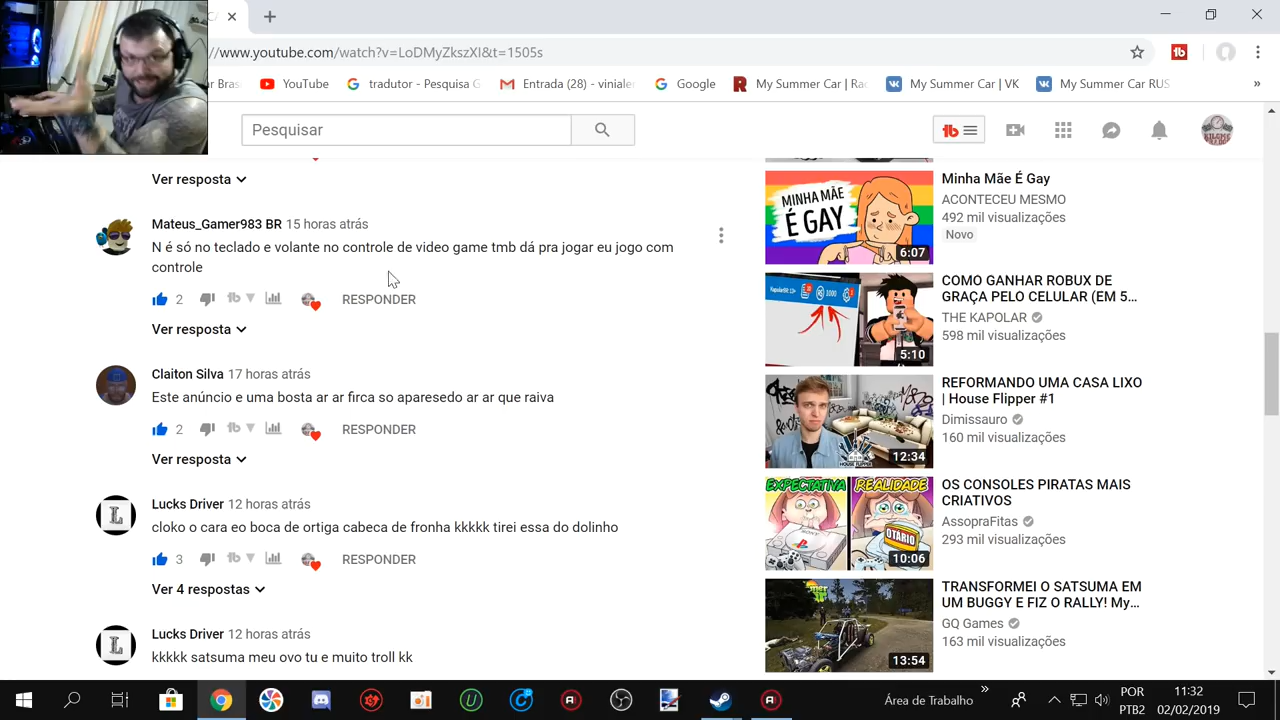 //www.youtube.com/watch?v=LoDMyZkszXI&t=1505s
YouTube
tradutor - Pesquisa G
Entrada (28) - vinialer
Google
My Summer Car | Rac
My Summer Car | VK
My Summer Car RUS
»
Pesquisar
Ver resposta
Mateus_Gamer983 BR 15 horas atrás
N é só no teclado e volante no controle de video game tmb dá pra jogar eu jogo com
controle
2
RESPONDER
Ver resposta
Claiton Silva 17 horas atrás
Este anúncio e uma bosta ar ar firca so aparesedo ar ar que raiva
2
RESPONDER
Ver resposta
Lucks Driver 12 horas atrás
cloko o cara eo boca de ortiga cabeca de fronha kkkkk tirei essa do dolinho
3
RESPONDER
Ver 4 respostas
Lucks Driver 12 horas atrás
kkkkk satsuma meu ovo tu e muito troll kk
MINHA MÃE
É GAY
6:07
Minha Mãe É Gay
ACONTECEU MESMO
492 mil visualizações
Novo
5:10
COMO GANHAR ROBUX DE
GRAÇA PELO CELULAR (EM 5...
THE KAPOLAR
598 mil visualizações
HOUSE FLIPPER
12:34
REFORMANDO UMA CASA LIXO
| House Flipper #1
Dimissauro
160 mil visualizações
EXPECTATIVA
REALIDADE
SONY
OTARIO
10:06
OS CONSOLES PIRATAS MAIS
CRIATIVOS
AssopraFitas
293 mil visualizações
13:54
TRANSFORMEI O SATSUMA EM
UM BUGGY E FIZ O RALLY! My...
GQ Games
163 mil visualizações
Área de Trabalho
»
POR
PTB2
11:32
02/02/2019